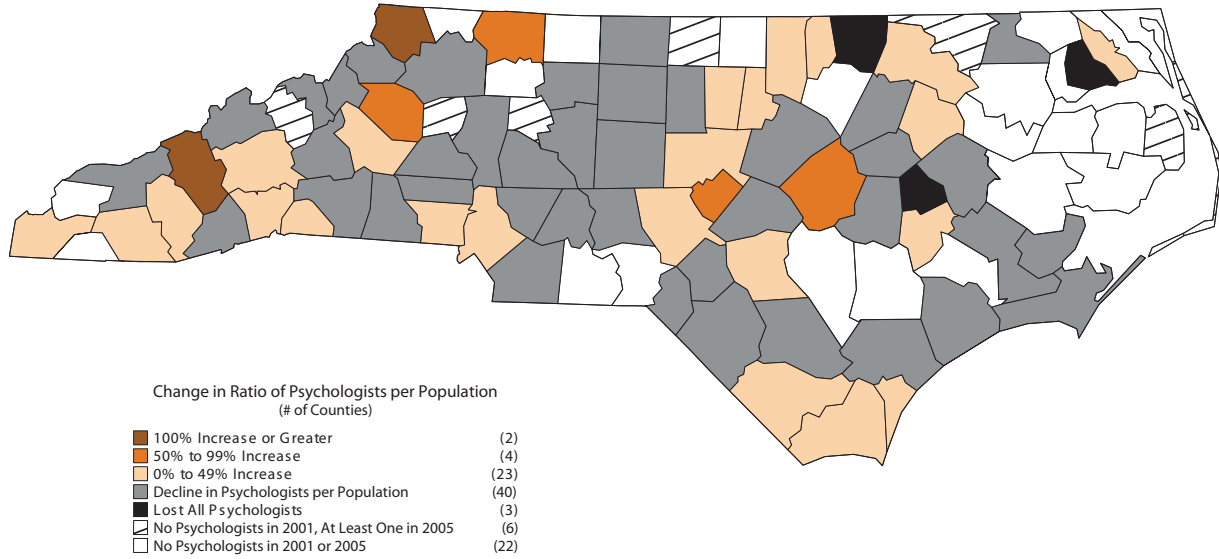 Change in Ratio of Psychologists per Population
(# of Counties)
100% Increase or Greater (2)
50% to 99% Increase (4)
0% to 49% Increase (23)
Decline in Psychologists per Population (40)
Lost All Psychologists (3)
No Psychologists in 2001, At Least One in 2005 (6)
No Psychologists in 2001 or 2005 (22)